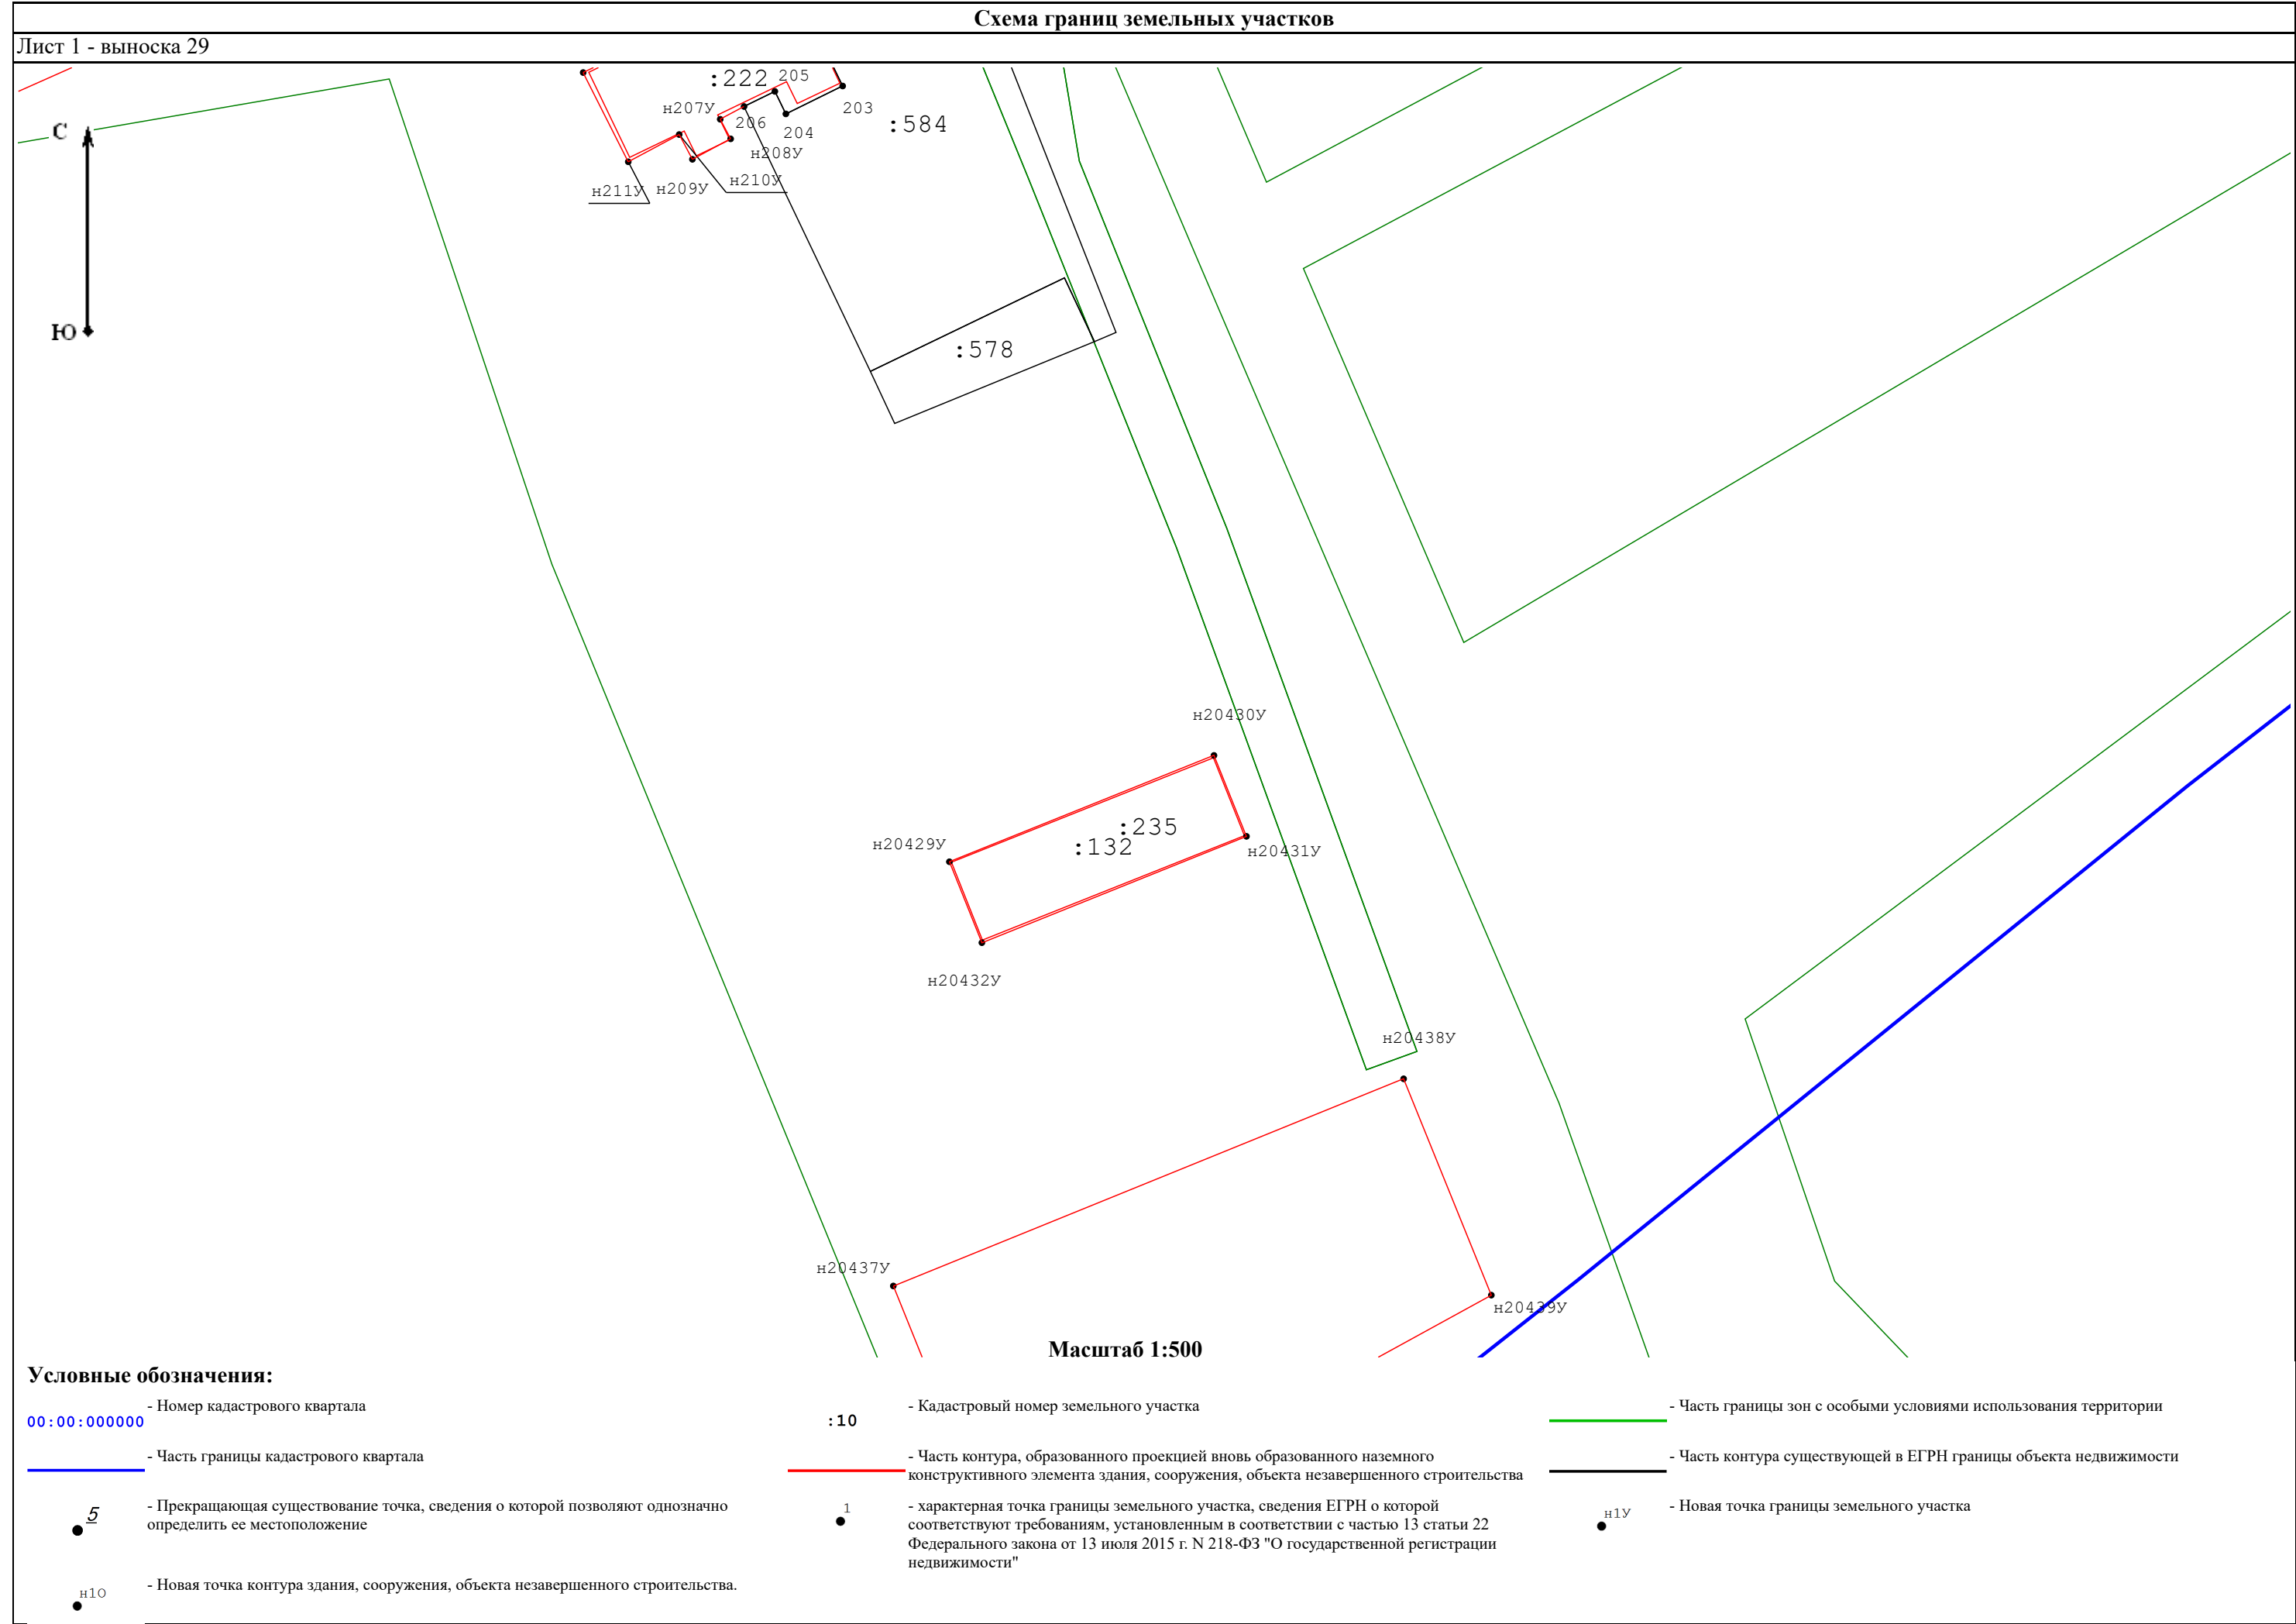 Схема границ земельных участков
Лист 1 - выноска 29
:222
205
н207У
206
204
203
:584
н208У
н211У
н209У
н210У
С
Ю
:578
н20430У
:235
:132
н20429У
н20431У
н20432У
н20438У
н20437У
н20439У
Масштаб 1:500
Условные обозначения:
00:00:000000
- Номер кадастрового квартала
:10
- Кадастровый номер земельного участка
- Часть границы зон с особыми условиями использования территории
- Часть границы кадастрового квартала
- Часть контура, образованного проекцией вновь образованного наземного
конструктивного элемента здания, сооружения, объекта незавершенного строительства
- Часть контура существующей в ЕГРН границы объекта недвижимости
5
- Прекращающая существование точка, сведения о которой позволяют однозначно
определить ее местоположение
1
- характерная точка границы земельного участка, сведения ЕГРН о которой
соответствуют требованиям, установленным в соответствии с частью 13 статьи 22
Федерального закона от 13 июля 2015 г. N 218-ФЗ "О государственной регистрации
недвижимости"
н1У
- Новая точка границы земельного участка
н1О
- Новая точка контура здания, сооружения, объекта незавершенного строительства.